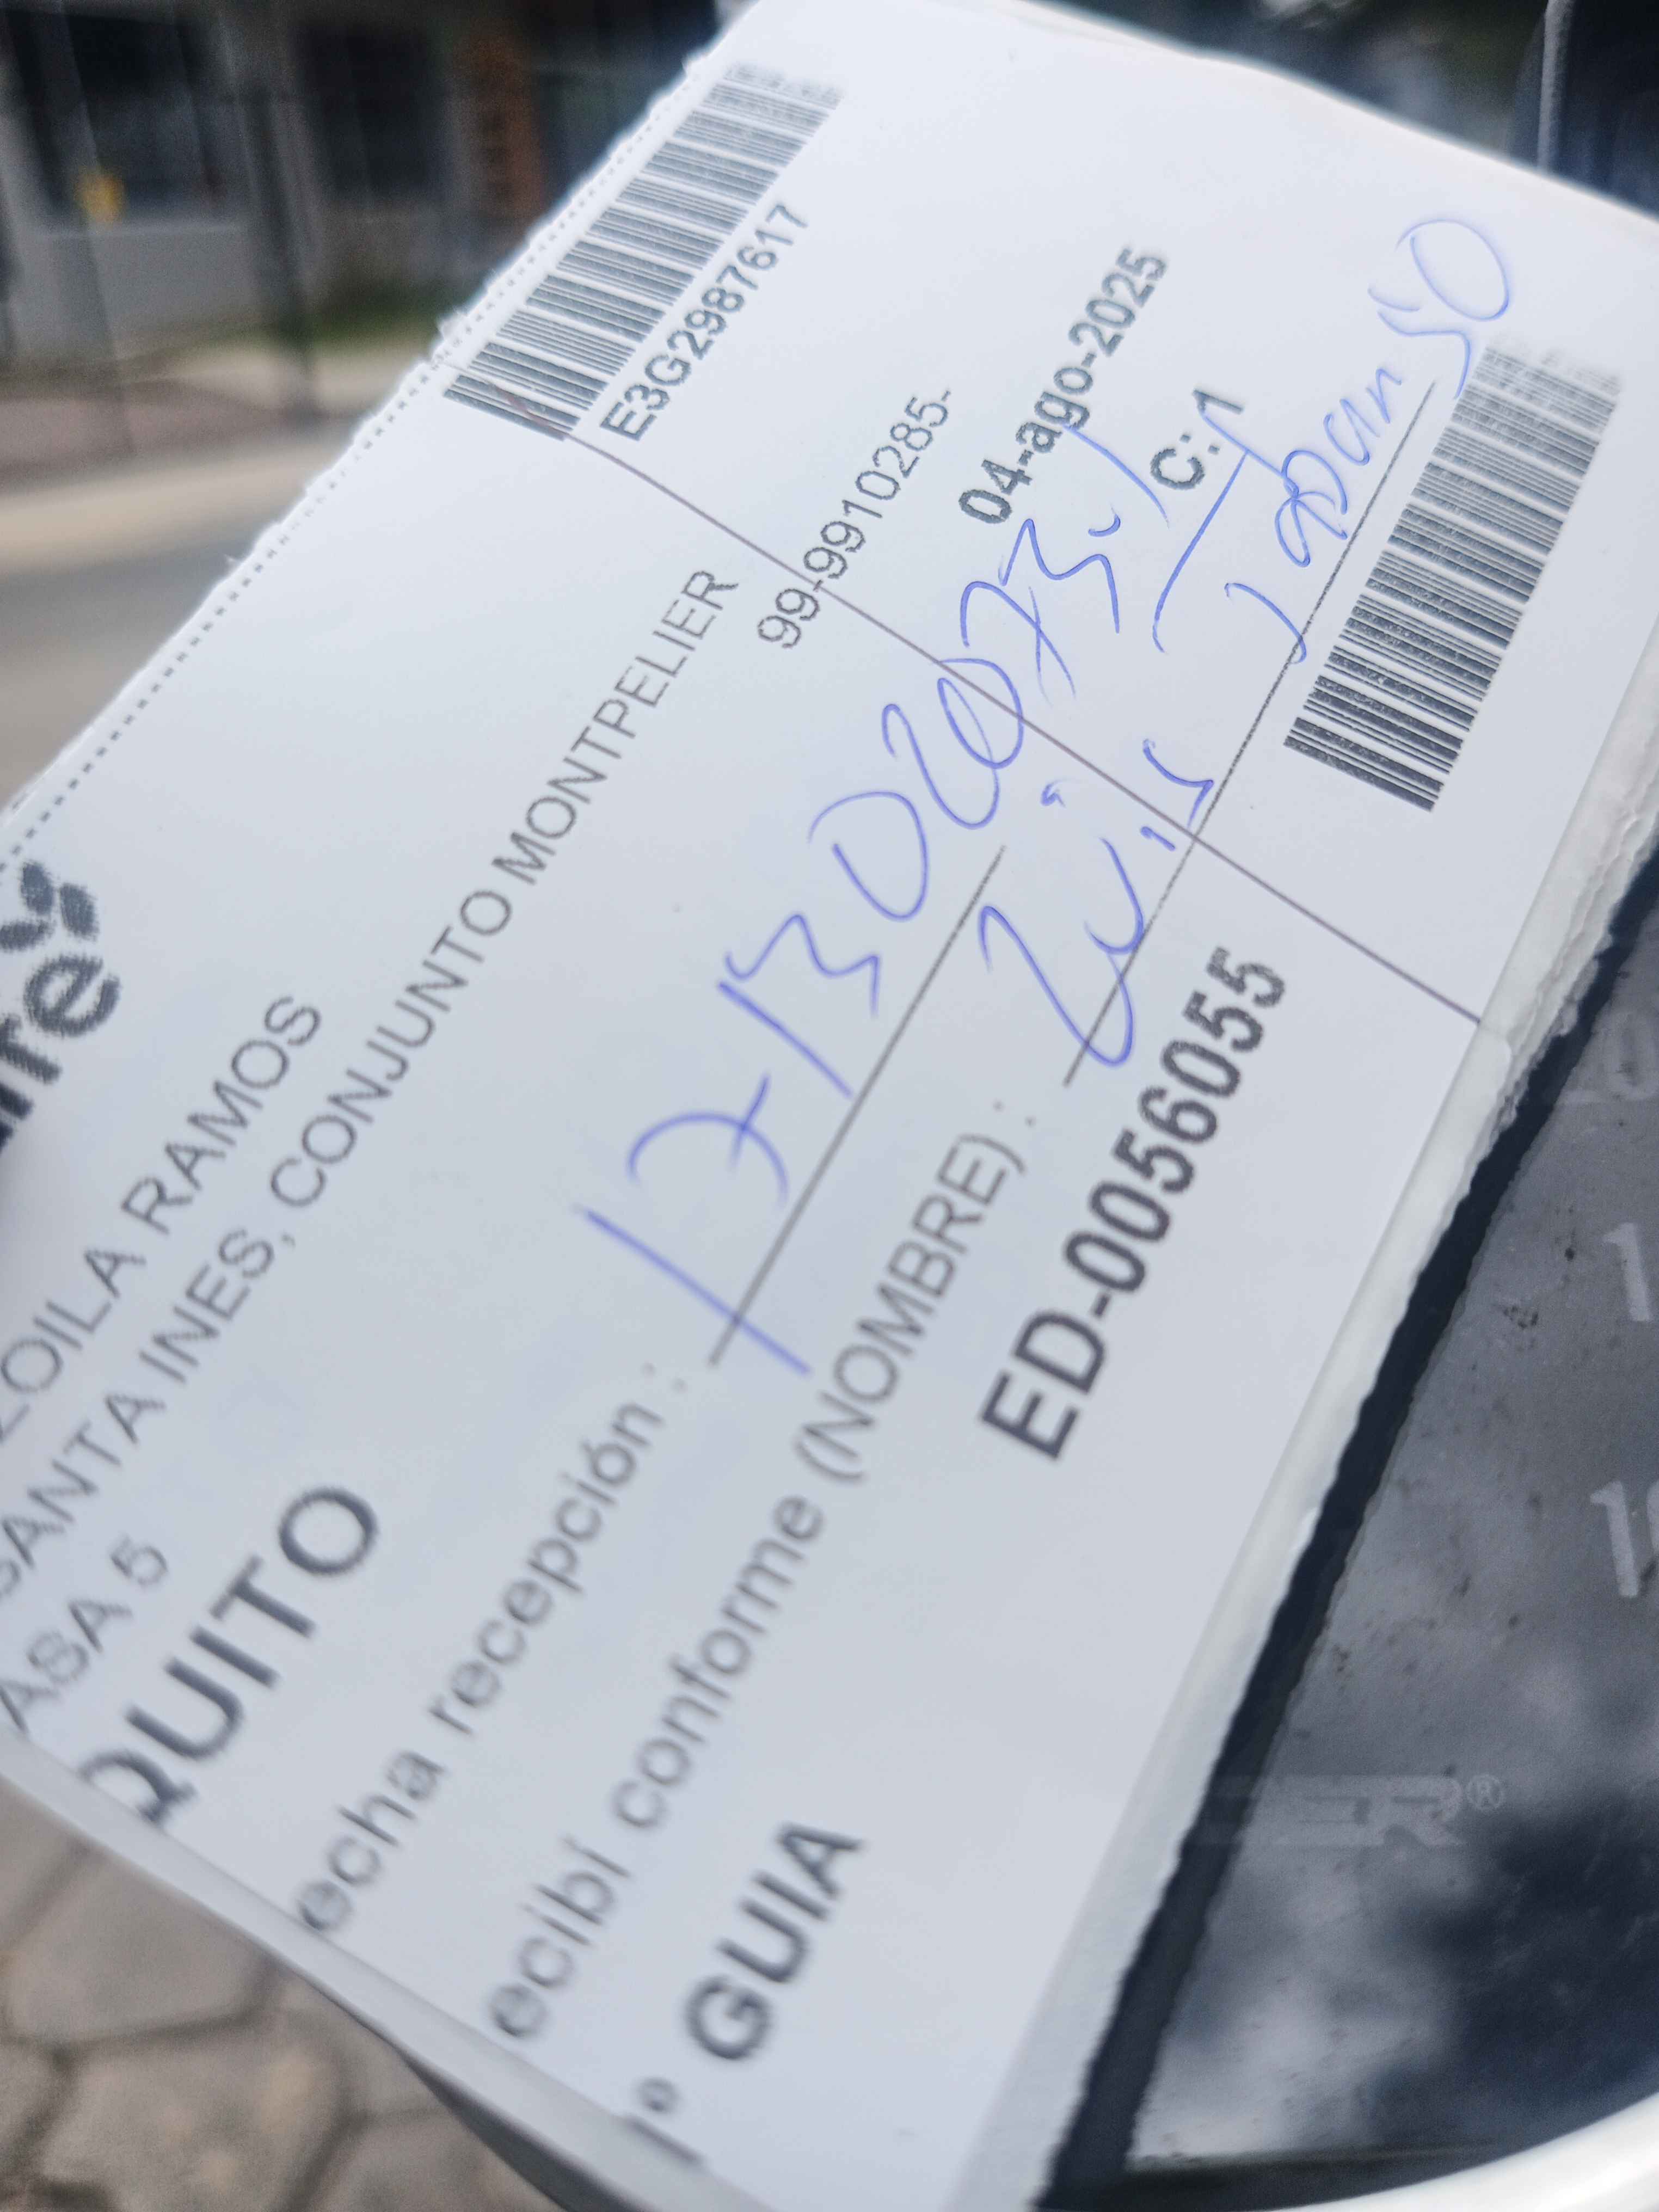 E3G2987617
ZOILA RAMOS
SANTA INES, CONJUNTO MONTPELIER
ASA 5
99-9910285-
QUITO
04-ago-2025
echa recepción :
C:1
ecibí conforme (NOMBRE) : Luis
° GUIA ED-0056055